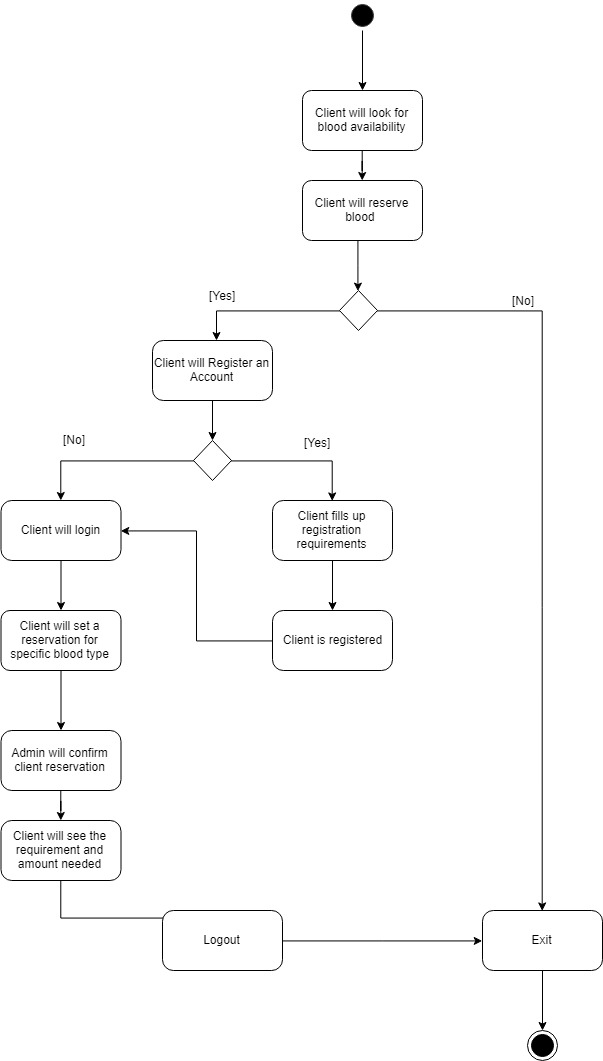 Client will look for
blood availability
Client will reserve
blood
[Yes]
[No]
Client will Register an
Account
[No]
[Yes]
Client will login
Client fills up
registration
requirements
Client will set a
reservation for
specific blood type
Client is registered
Admin will confirm
client reservation
Client will see the
requirement and
amount needed
Logout
Exit